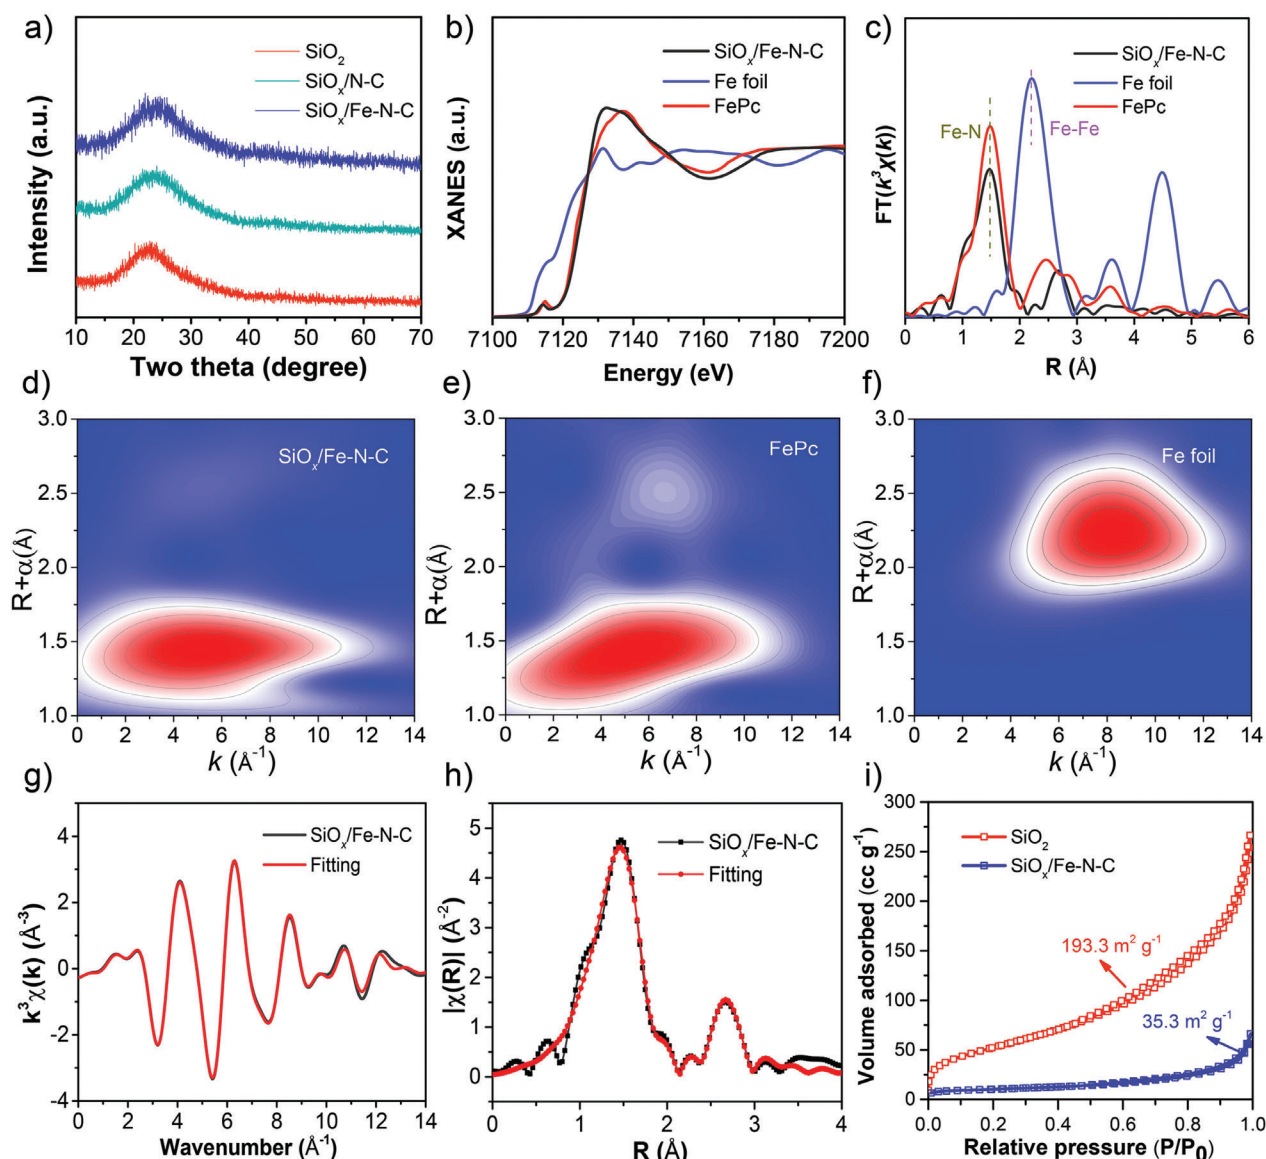 a)
SiO2
SiOx/N-C
SiOx/Fe-N-C
Intensity (a.u.)
10 20 30 40 50 60 70
Two theta (degree)
b)
SiOx/Fe-N-C
Fe foil
FePc
XANES (a.u.)
7100 7120 7140 7160 7180 7200
Energy (eV)
c)
SiOx/Fe-N-C
Fe foil
FePc
Fe-N
Fe-Fe
FT(k³χ(k))
0 1 2 3 4 5 6
R (Å)
d)
SiOx/Fe-N-C
R+α(Å)
3.0
2.5
2.0
1.5
1.0
0 2 4 6 8 10 12 14
k (Å⁻¹)
e)
FePc
R+α(Å)
3.0
2.5
2.0
1.5
1.0
0 2 4 6 8 10 12 14
k (Å⁻¹)
f)
Fe foil
R+α(Å)
3.0
2.5
2.0
1.5
1.0
0 2 4 6 8 10 12 14
k (Å⁻¹)
g)
SiOx/Fe-N-C
Fitting
k³χ(k) (Å⁻³)
4
2
0
-2
-4
0 2 4 6 8 10 12 14
Wavenumber (Å⁻¹)
h)
SiOx/Fe-N-C
Fitting
|χ(R)| (Å⁻²)
5
4
3
2
1
0
0 1 2 3 4
R (Å)
i)
SiO2
SiOx/Fe-N-C
193.3 m² g⁻¹
35.3 m² g⁻¹
Volume adsorbed (cc g⁻¹)
300
250
200
150
100
50
0
0.0 0.2 0.4 0.6 0.8 1.0
Relative pressure (P/P0)